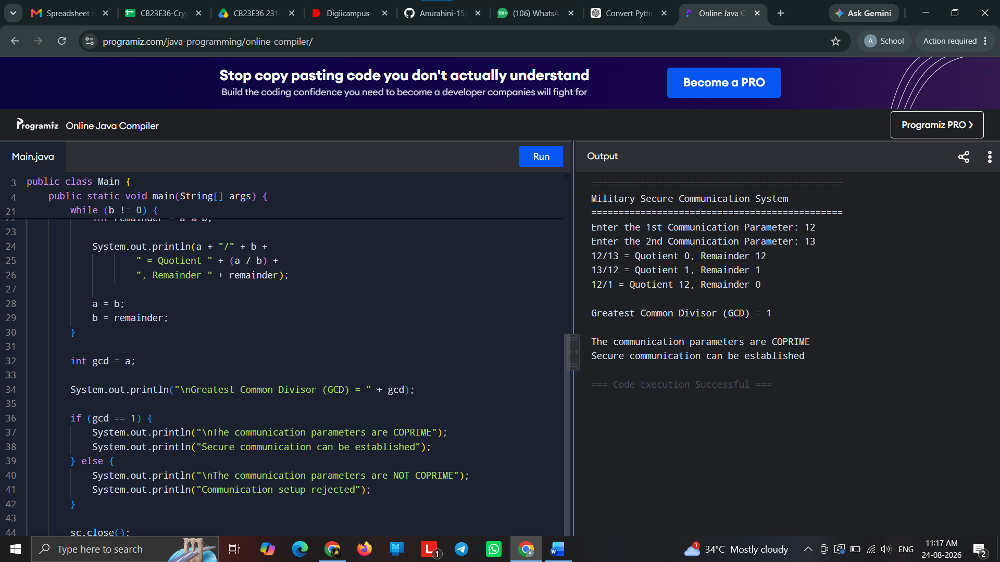 Spreadsheet s
CB23E36-Cry
CB23E36 231
Digiicampus
Anurahini-15/
(106) WhatsA
Convert Pyth
Online Java C
Ask Gemini
programiz.com/java-programming/online-compiler/
A School
Action required
Stop copy pasting code you don't actually understand
Build the coding confidence you need to become a developer companies will fight for
Become a PRO
Programiz Online Java Compiler
Programiz PRO
Main.java
Run
3 public class Main {
4 public static void main(String[] args) {
21 while (b != 0) {
22 int remainder = a % b;
23
24 System.out.println(a + "/" + b +
25 " = Quotient " + (a / b) +
26 ", Remainder " + remainder);
27
28 a = b;
29 b = remainder;
30 }
31
32 int gcd = a;
33
34 System.out.println("\nGreatest Common Divisor (GCD) = " + gcd);
35
36 if (gcd == 1) {
37 System.out.println("\nThe communication parameters are COPRIME");
38 System.out.println("Secure communication can be established");
39 } else {
40 System.out.println("\nThe communication parameters are NOT COPRIME");
41 System.out.println("Communication setup rejected");
42 }
43
44 sc.close();
Output
==============================================
Military Secure Communication System
==============================================
Enter the 1st Communication Parameter: 12
Enter the 2nd Communication Parameter: 13
12/13 = Quotient 0, Remainder 12
13/12 = Quotient 1, Remainder 1
12/1 = Quotient 12, Remainder 0
Greatest Common Divisor (GCD) = 1
The communication parameters are COPRIME
Secure communication can be established
=== Code Execution Successful ===
Type here to search
34°C Mostly cloudy
ENG
11:17 AM
24-08-2026
2